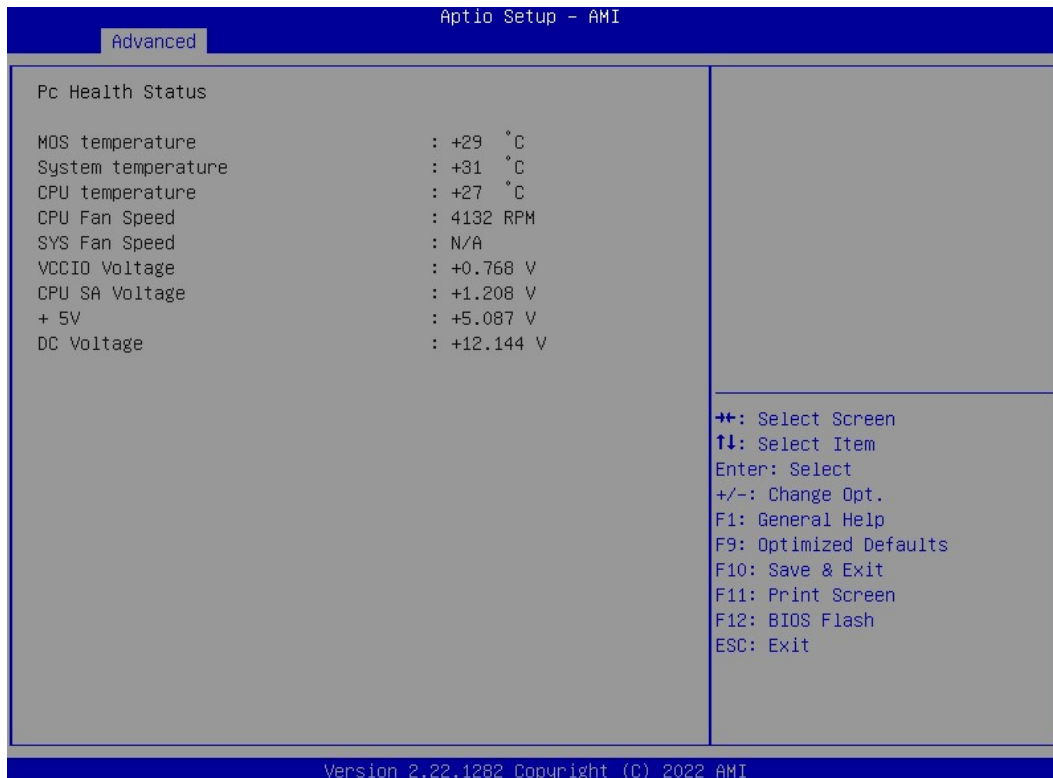 Aptio Setup – AMI
Advanced
Pc Health Status
MOS temperature : +29 °C
System temperature : +31 °C
CPU temperature : +27 °C
CPU Fan Speed : 4132 RPM
SYS Fan Speed : N/A
VCCIO Voltage : +0.768 V
CPU SA Voltage : +1.208 V
+ 5V : +5.087 V
DC Voltage : +12.144 V
→←: Select Screen
↑↓: Select Item
Enter: Select
+/-: Change Opt.
F1: General Help
F9: Optimized Defaults
F10: Save & Exit
F11: Print Screen
F12: BIOS Flash
ESC: Exit
Version 2.22.1282 Copyright (C) 2022 AMI